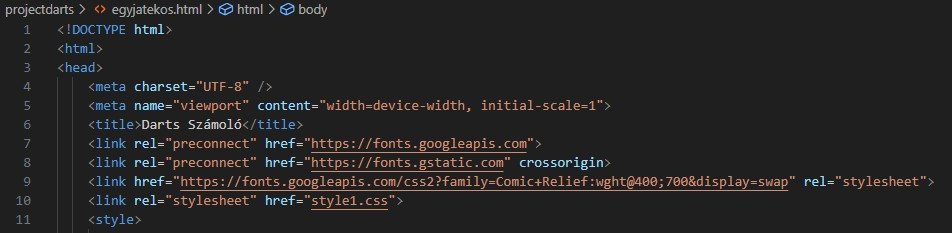 projectdarts > egyjatekos.html > html > body
1 <!DOCTYPE html>
2 <html>
3 <head>
4 <meta charset="UTF-8" />
5 <meta name="viewport" content="width=device-width, initial-scale=1">
6 <title>Darts Számoló</title>
7 <link rel="preconnect" href="https://fonts.googleapis.com">
8 <link rel="preconnect" href="https://fonts.gstatic.com" crossorigin>
9 <link href="https://fonts.googleapis.com/css2?family=Comic+Relief:wght@400;700&display=swap" rel="stylesheet">
10 <link rel="stylesheet" href="style1.css">
11 <style>